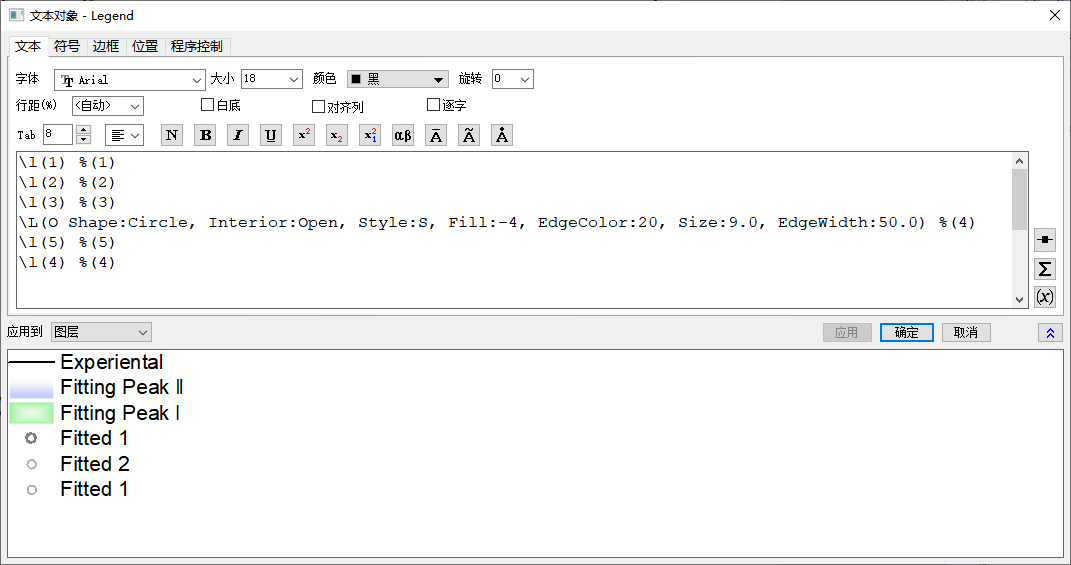 文本对象 - Legend
文本 符号 边框 位置 程序控制
字体 Arial 大小 18 颜色 黑 旋转 0
行距(%) <自动> 白底 对齐列 逐字
Tab 8 N B I U x² x₂ x²₁ αβ Ā Ã Ȧ
\l(1) %(1)
\l(2) %(2)
\l(3) %(3)
\L(O Shape:Circle, Interior:Open, Style:S, Fill:-4, EdgeColor:20, Size:9.0, EdgeWidth:50.0) %(4)
\l(5) %(5)
\l(4) %(4)
Σ
(x)
应用到 图层 应用 确定 取消
Experiental
Fitting Peak Ⅱ
Fitting Peak Ⅰ
Fitted 1
Fitted 2
Fitted 1